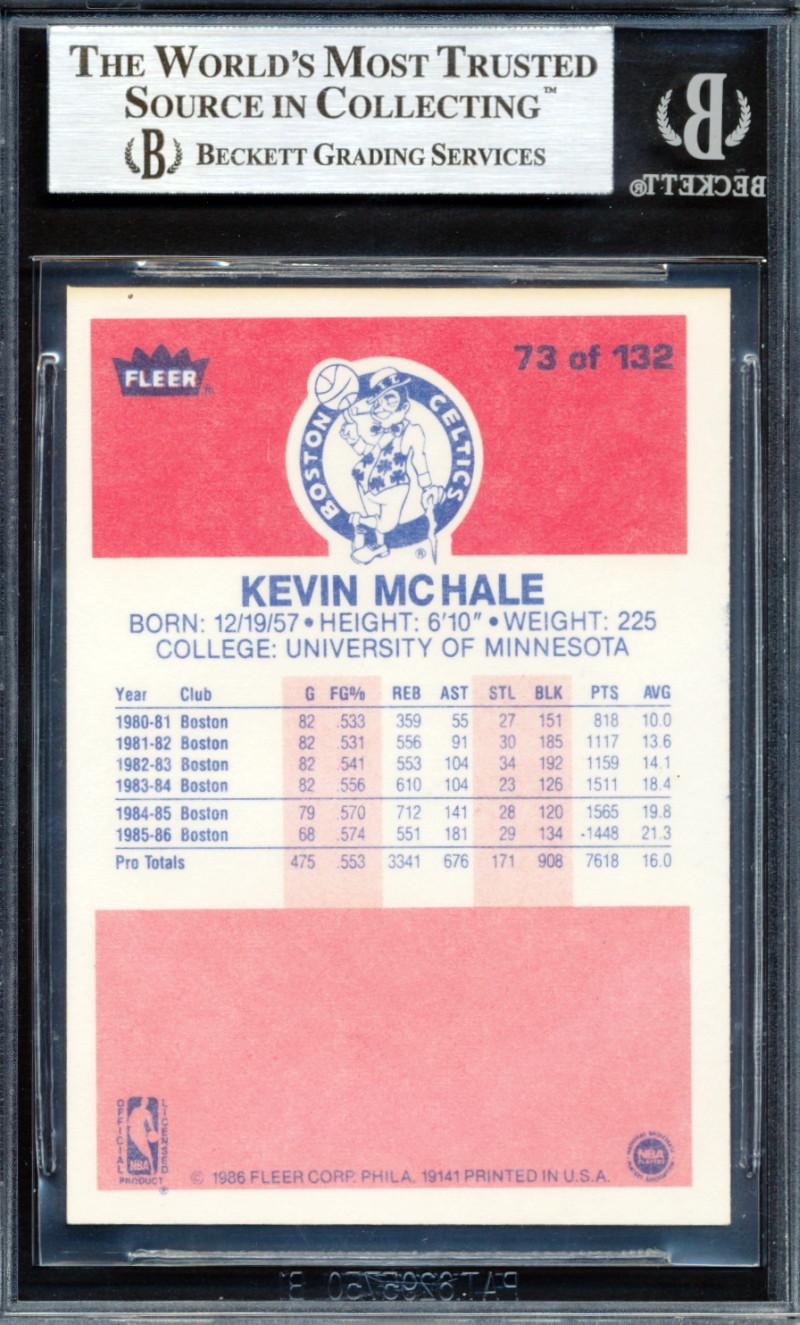 THE WORLD'S MOST TRUSTED
SOURCE IN COLLECTING™
B BECKETT GRADING SERVICES
B
BECKETT®
FLEER®
73 of 132
BOSTON CELTICS
®
KEVIN MCHALE
BORN: 12/19/57 • HEIGHT: 6'10" • WEIGHT: 225
COLLEGE: UNIVERSITY OF MINNESOTA
Year Club G FG% REB AST STL BLK PTS AVG
1980-81 Boston 82 .533 359 55 27 151 818 10.0
1981-82 Boston 82 .531 556 91 30 185 1117 13.6
1982-83 Boston 82 .541 553 104 34 192 1159 14.1
1983-84 Boston 82 .556 610 104 23 126 1511 18.4
1984-85 Boston 79 .570 712 141 28 120 1565 19.8
1985-86 Boston 68 .574 551 181 29 134 -1448 21.3
Pro Totals 475 .553 3341 676 171 908 7618 16.0
OFFICIAL LICENSED
NBA
PRODUCT®
© 1986 FLEER CORP. PHILA. 19141 PRINTED IN U.S.A.
NBA
PLAYERS